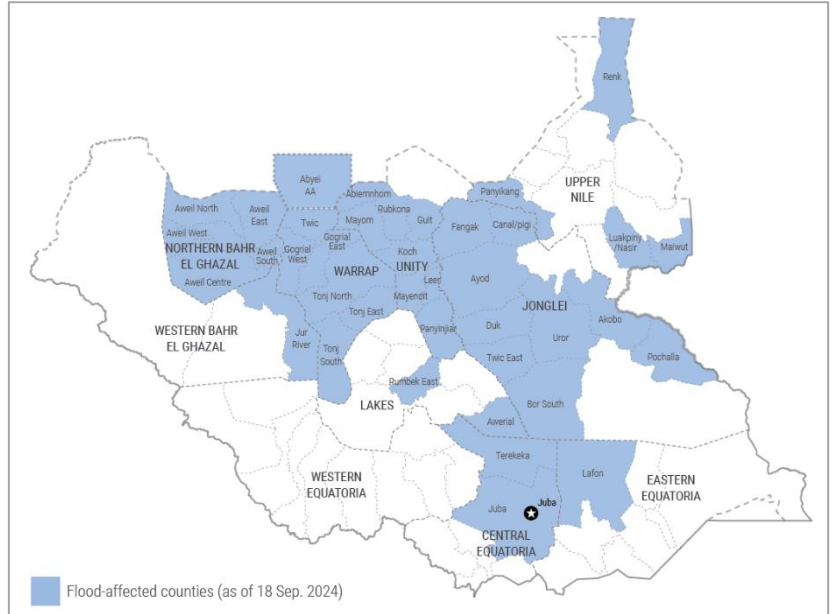 Renk
Abyei
AA
UPPER
NILE
Panyikang
Abiemnhom
Rubkona
Aweil North
Aweil
East
Twic
Mayom
Guit
Fangak
Canal/pigi
Aweil West
Gogrial
East
Luakpiny
/Nasir
Maiwut
NORTHERN BAHR
EL GHAZAL
Aweil
South
Gogrial
West
Koch
WARRAP
UNITY
Ayod
Leer
Aweil Centre
Tonj North
Mayendit
JONGLEI
Tonj East
Akobo
WESTERN BAHR
EL GHAZAL
Jur
River
Panyinjiar
Duk
Uror
Tonj
South
Twic East
Pochalla
Rumbek East
LAKES
Bor South
Awerial
Terekeka
WESTERN
EQUATORIA
Lafon
EASTERN
EQUATORIA
Juba
Juba
CENTRAL
EQUATORIA
Flood-affected counties (as of 18 Sep. 2024)